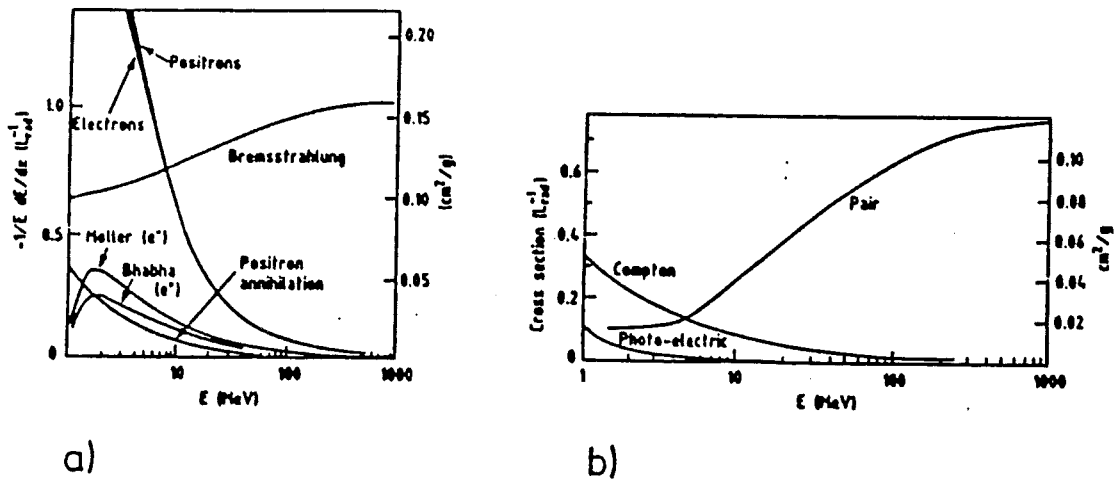 -1/E dE/dx (L⁻¹rad)
1.0
0.5
0
Positrons
Electrons
Bremsstrahlung
Moller (e⁻)
Bhabha
(e⁺)
Positron
annihilation
0.20
0.15
0.10
0.05
(cm²/g)
10
100
1000
E (MeV)
a)
Cross section (L⁻¹rad)
0.6
0.4
0.2
0
Pair
Compton
Photo-electric
0.10
0.08
0.06
0.04
0.02
cm²/g
1
10
100
1000
E (MeV)
b)